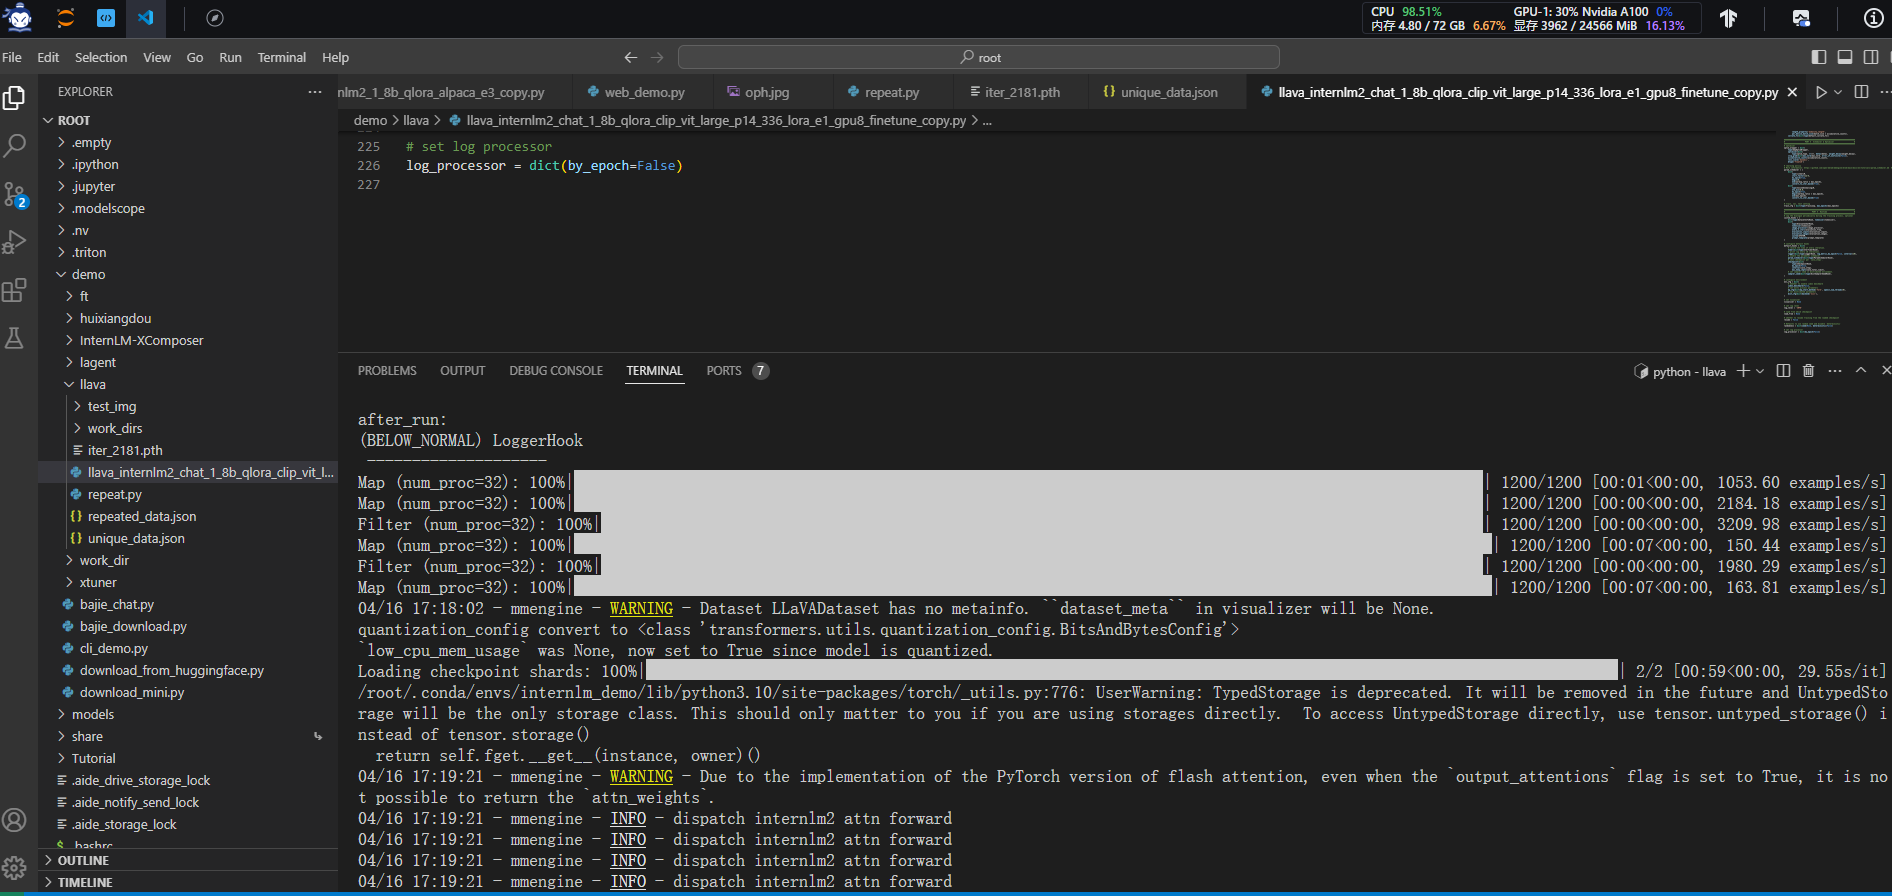 CPU 98.51% GPU-1: 30% Nvidia A100 0%
内存 4.80 / 72 GB 6.67% 显存 3962 / 24566 MiB 16.13%
File Edit Selection View Go Run Terminal Help
root
EXPLORER
nlm2_1_8b_qlora_alpaca_e3_copy.py web_demo.py oph.jpg repeat.py iter_2181.pth unique_data.json llava_internlm2_chat_1_8b_qlora_clip_vit_large_p14_336_lora_e1_gpu8_finetune_copy.py
demo > llava > llava_internlm2_chat_1_8b_qlora_clip_vit_large_p14_336_lora_e1_gpu8_finetune_copy.py > ...
225 # set log processor
226 log_processor = dict(by_epoch=False)
227
ROOT
.empty
.ipython
.jupyter
.modelscope
.nv
.triton
demo
ft
huixiangdou
InternLM-XComposer
lagent
llava
test_img
work_dirs
iter_2181.pth
llava_internlm2_chat_1_8b_qlora_clip_vit_l...
repeat.py
repeated_data.json
unique_data.json
work_dir
xtuner
bajie_chat.py
bajie_download.py
cli_demo.py
download_from_huggingface.py
download_mini.py
models
share
Tutorial
.aide_drive_storage_lock
.aide_notify_send_lock
.aide_storage_lock
.bashrc
OUTLINE
TIMELINE
2
PROBLEMS OUTPUT DEBUG CONSOLE TERMINAL PORTS 7
python - llava
after_run:
(BELOW_NORMAL) LoggerHook
--------------------
Map (num_proc=32): 100%| | 1200/1200 [00:01<00:00, 1053.60 examples/s]
Map (num_proc=32): 100%| | 1200/1200 [00:00<00:00, 2184.18 examples/s]
Filter (num_proc=32): 100%| | 1200/1200 [00:00<00:00, 3209.98 examples/s]
Map (num_proc=32): 100%| | 1200/1200 [00:07<00:00, 150.44 examples/s]
Filter (num_proc=32): 100%| | 1200/1200 [00:00<00:00, 1980.29 examples/s]
Map (num_proc=32): 100%| | 1200/1200 [00:07<00:00, 163.81 examples/s]
04/16 17:18:02 - mmengine - WARNING - Dataset LLaVADataset has no metainfo. ``dataset_meta`` in visualizer will be None.
quantization_config convert to <class 'transformers.utils.quantization_config.BitsAndBytesConfig'>
`low_cpu_mem_usage` was None, now set to True since model is quantized.
Loading checkpoint shards: 100%| | 2/2 [00:59<00:00, 29.55s/it]
/root/.conda/envs/internlm_demo/lib/python3.10/site-packages/torch/_utils.py:776: UserWarning: TypedStorage is deprecated. It will be removed in the future and UntypedSto
rage will be the only storage class. This should only matter to you if you are using storages directly.  To access UntypedStorage directly, use tensor.untyped_storage() i
nstead of tensor.storage()
return self.fget.__get__(instance, owner)()
04/16 17:19:21 - mmengine - WARNING - Due to the implementation of the PyTorch version of flash attention, even when the `output_attentions` flag is set to True, it is no
t possible to return the `attn_weights`.
04/16 17:19:21 - mmengine - INFO - dispatch internlm2 attn forward
04/16 17:19:21 - mmengine - INFO - dispatch internlm2 attn forward
04/16 17:19:21 - mmengine - INFO - dispatch internlm2 attn forward
04/16 17:19:21 - mmengine - INFO - dispatch internlm2 attn forward